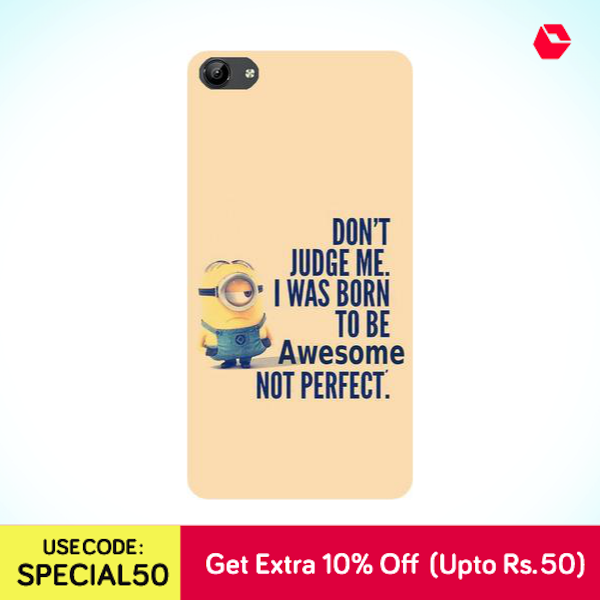 DON'T
JUDGE ME.
I WAS BORN
TO BE
Awesome
NOT PERFECT.
USE CODE:
SPECIAL50
Get Extra 10% Off (Upto Rs.50)